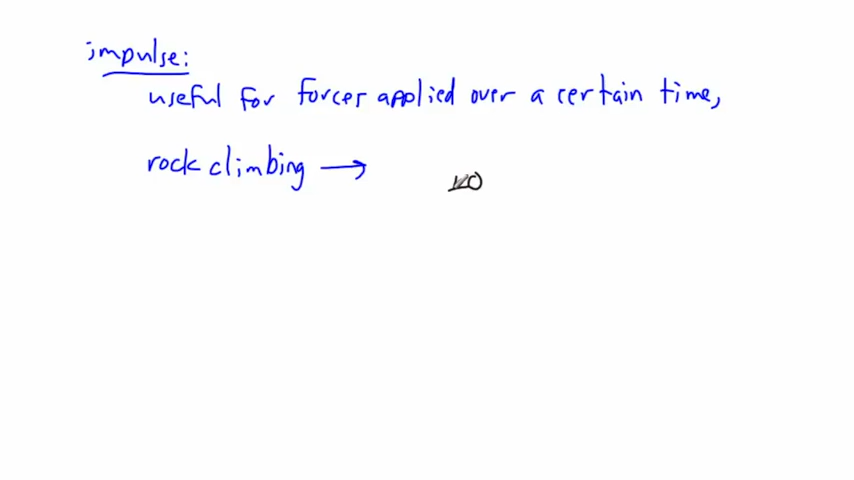 impulse:
useful for forces applied over a certain time,
rock climbing →